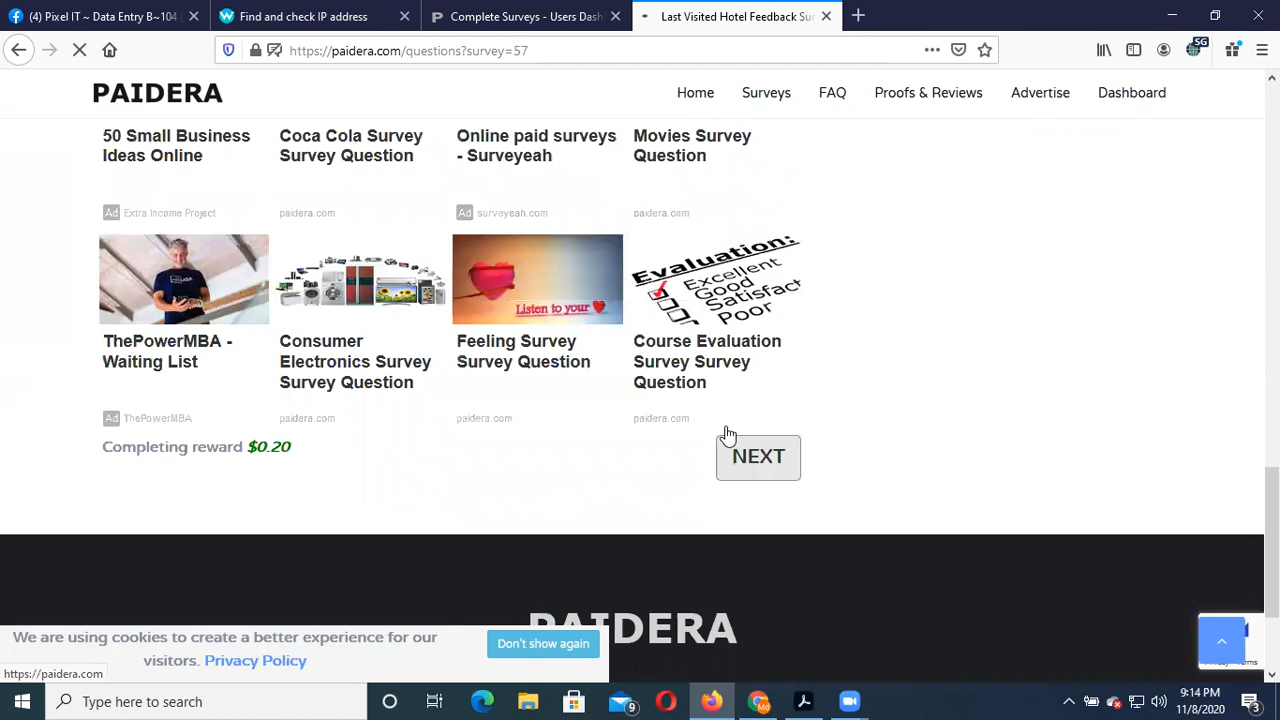 (4) Pixel IT ~ Data Entry B~104
Find and check IP address
Complete Surveys - Users Dash
Last Visited Hotel Feedback Sur
SG
https://paidera.com/questions?survey=57
PAIDERA
Home
Surveys
FAQ
Proofs & Reviews
Advertise
Dashboard
50 Small Business
Ideas Online
Coca Cola Survey
Survey Question
Online paid surveys
- Surveyeah
Movies Survey
Question
Ad Extra Income Project
paidera.com
Ad surveyeah.com
paidera.com
Listen to your
Evaluation:
Excellent
Good
Satisfact
Poor
ThePowerMBA -
Waiting List
Consumer
Electronics Survey
Survey Question
Feeling Survey
Survey Question
Course Evaluation
Survey Survey
Question
Ad ThePowerMBA
paidera.com
paidera.com
paidera.com
Completing reward $0.20
NEXT
PAIDERA
We are using cookies to create a better experience for our
visitors. Privacy Policy
Don't show again
https://paidera.com
Type here to search
9
Md
9:14 PM
11/8/2020
3